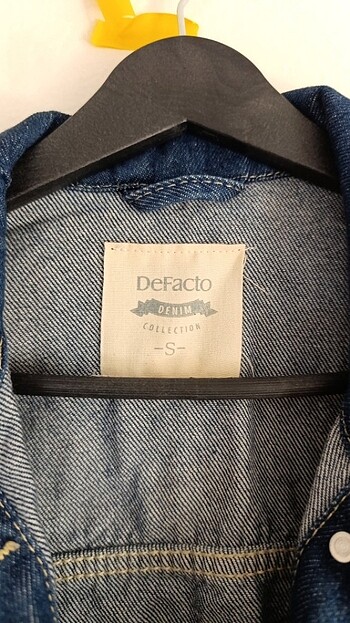 DeFacto
DENIM
COLLECTION
-S-